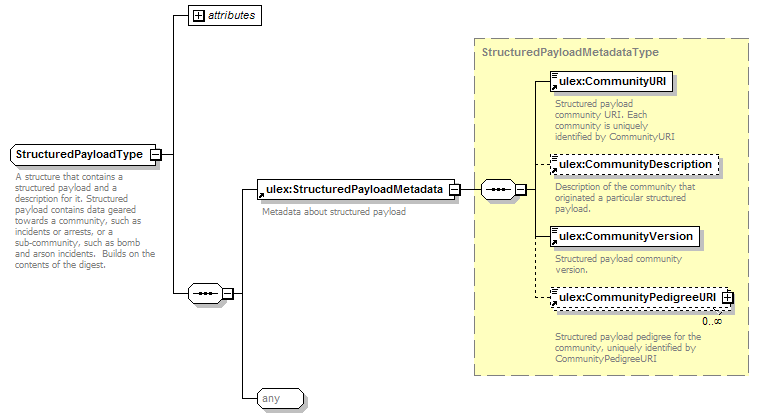 attributes
StructuredPayloadMetadataType
ulex:CommunityURI
Structured payload
community URI. Each
community is uniquely
identified by CommunityURI
StructuredPayloadType
A structure that contains a
structured payload and a
description for it. Structured
payload contains data geared
towards a community, such as
incidents or arrests, or a
sub-community, such as bomb
and arson incidents.  Builds on the
contents of the digest.
ulex:StructuredPayloadMetadata
Metadata about structured payload
ulex:CommunityDescription
Description of the community that
originated a particular structured
payload.
ulex:CommunityVersion
Structured payload community
version.
ulex:CommunityPedigreeURI
0..∞
Structured payload pedigree for the
community, uniquely identified by
CommunityPedigreeURI
any